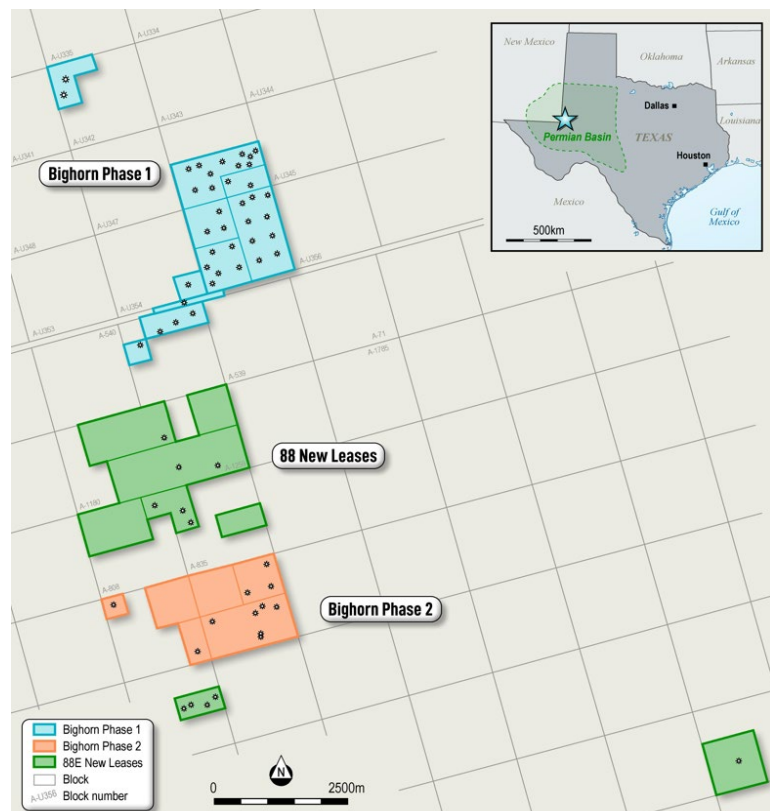 A-U335
A-U334
A-U344
A-U343
A-U342
A-U341
Bighorn Phase 1
A-U345
A-U347
A-U348
A-U356
A-U354
A-U353
A-540
A-71
A-1785
A-539
88 New Leases
A-1180
A-835
A-808
Bighorn Phase 2
New Mexico
Oklahoma
Arkansas
Dallas
Louisiana
Permian Basin
TEXAS
Houston
Mexico
Gulf of
Mexico
500km
Bighorn Phase 1
Bighorn Phase 2
88E New Leases
Block
A-U356 Block number
N
0 2500m